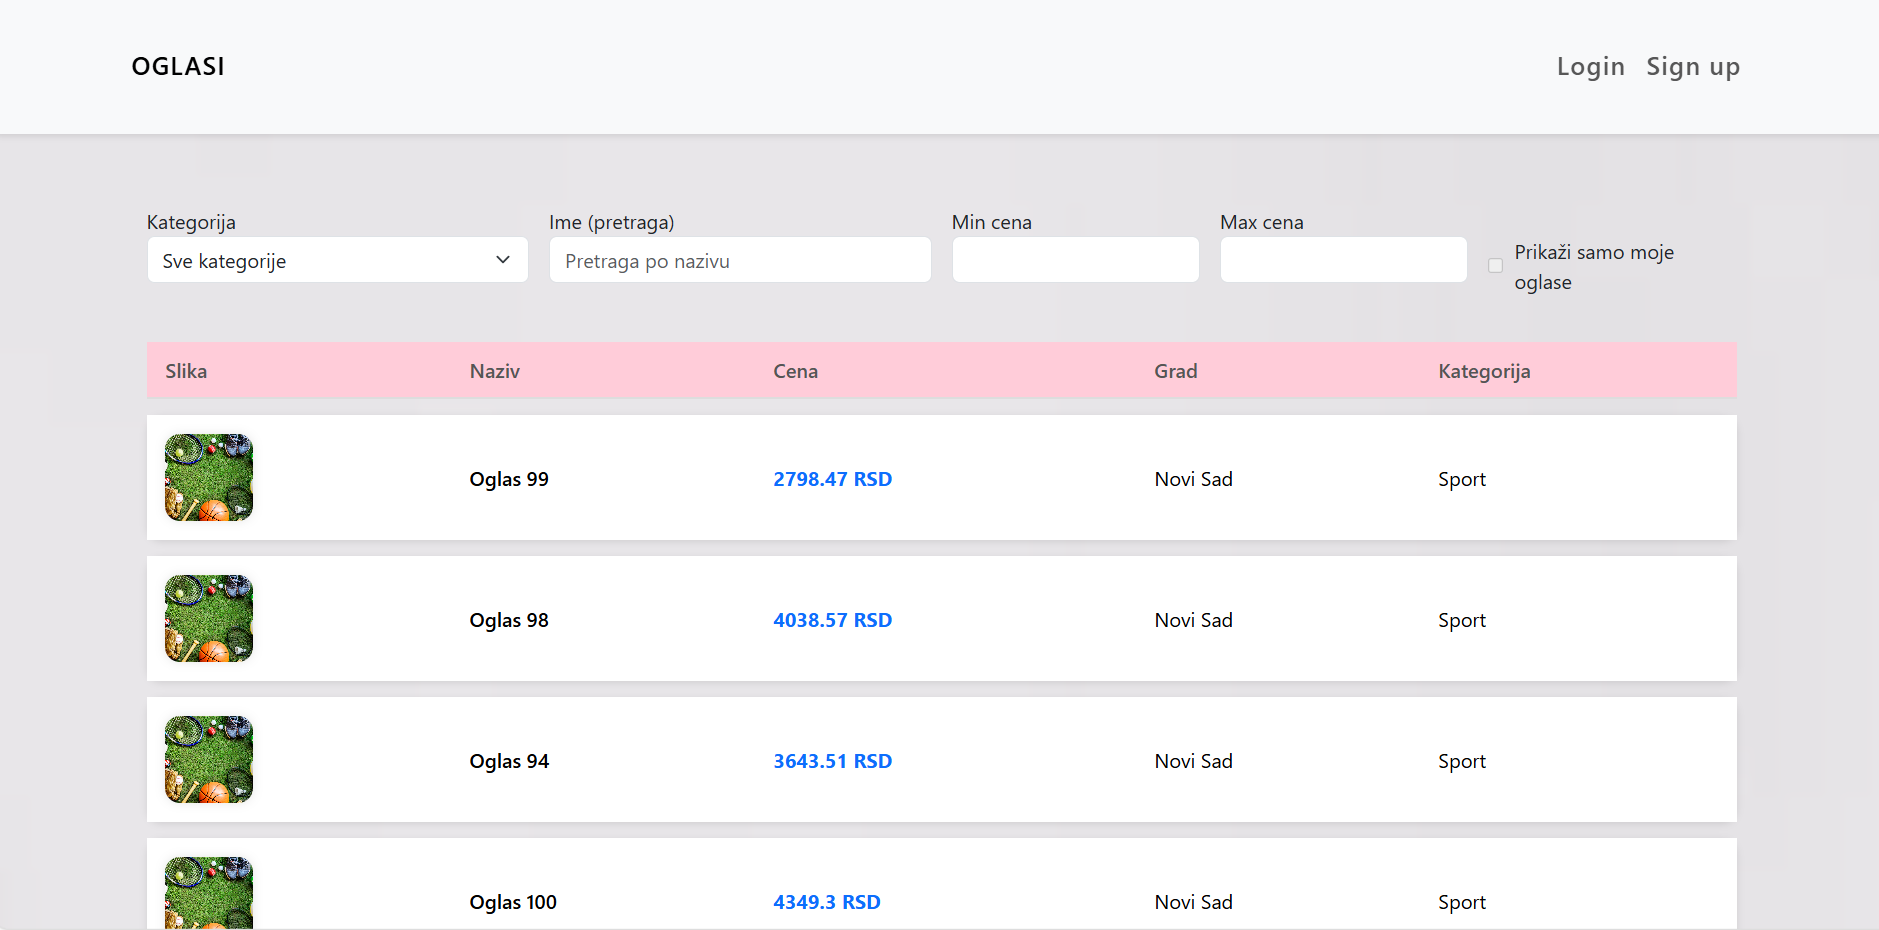 OGLASI
Login Sign up
Kategorija Ime (pretraga) Min cena Max cena
Sve kategorije Pretraga po nazivu
Prikaži samo moje
oglase
Slika Naziv Cena Grad Kategorija
Oglas 99 2798.47 RSD Novi Sad Sport
Oglas 98 4038.57 RSD Novi Sad Sport
Oglas 94 3643.51 RSD Novi Sad Sport
Oglas 100 4349.3 RSD Novi Sad Sport